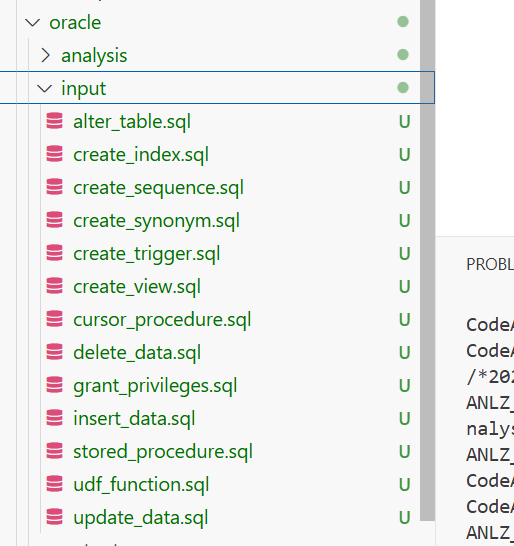 oracle
analysis
input
alter_table.sql U
create_index.sql U
create_sequence.sql U
create_synonym.sql U
create_trigger.sql U
create_view.sql U
cursor_procedure.sql U
delete_data.sql U
grant_privileges.sql U
insert_data.sql U
stored_procedure.sql U
udf_function.sql U
update_data.sql U
PROBL
CodeA
CodeA
/*202
ANLZ_
nalys
ANLZ_
CodeA
CodeA
ANLZ_